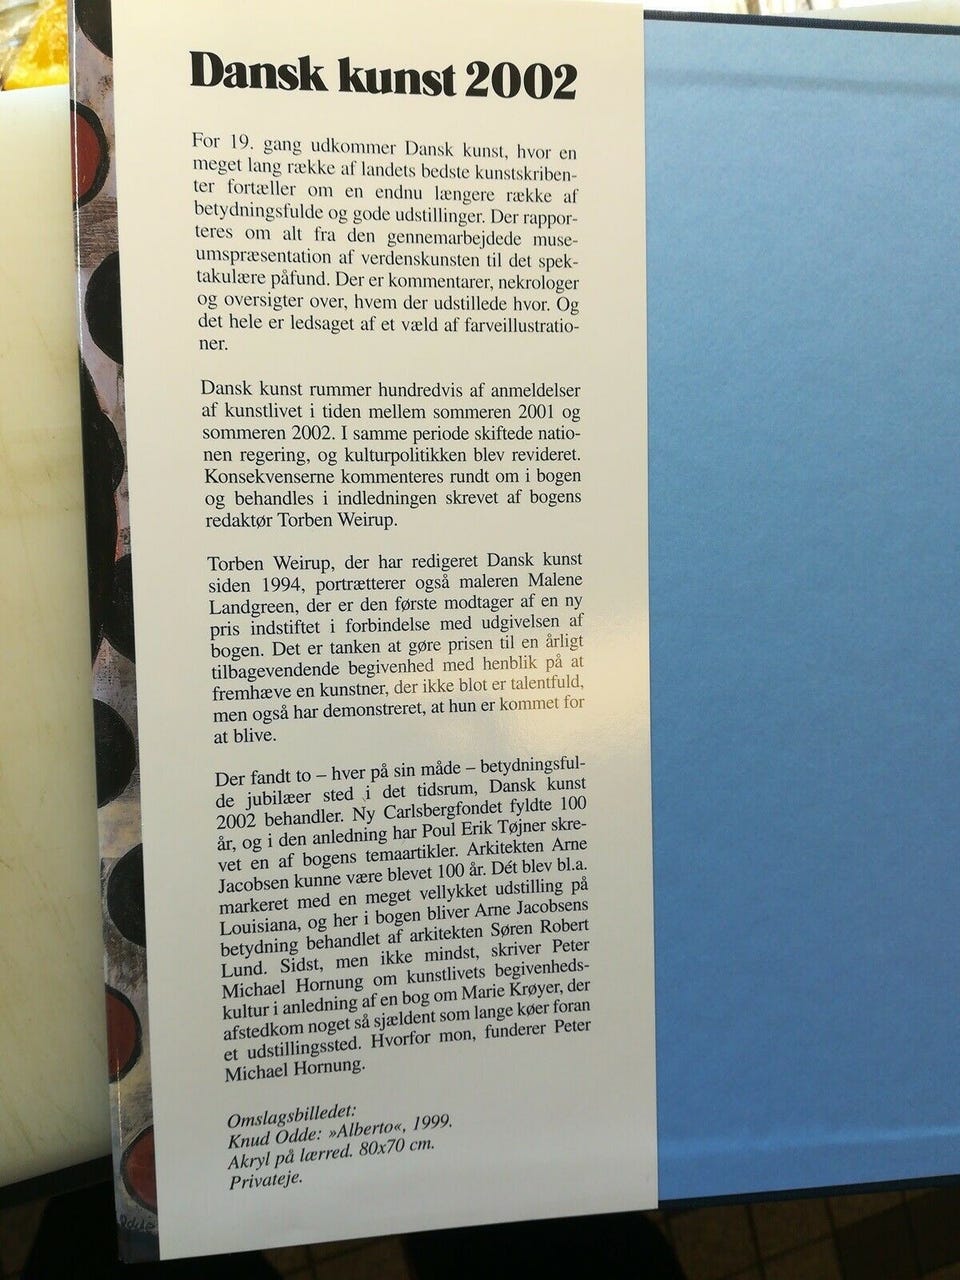 Dansk kunst 2002
For 19. gang udkommer Dansk kunst, hvor en
meget lang række af landets bedste kunstskriben-
ter fortæller om en endnu længere række af
betydningsfulde og gode udstillinger. Der rappor-
teres om alt fra den gennemarbejdede muse-
umspræsentation af verdenskunsten til det spek-
takulære påfund. Der er kommentarer, nekrologer
og oversigter over, hvem der udstillede hvor. Og
det hele er ledsaget af et væld af farveillustratio-
ner.
Dansk kunst rummer hundredvis af anmeldelser
af kunstlivet i tiden mellem sommeren 2001 og
sommeren 2002. I samme periode skiftede natio-
nen regering, og kulturpolitikken blev revideret.
Konsekvenserne kommenteres rundt om i bogen
og behandles i indledningen skrevet af bogens
redaktør Torben Weirup.
Torben Weirup, der har redigeret Dansk kunst
siden 1994, portrætterer også maleren Malene
Landgreen, der er den første modtager af en ny
pris indstiftet i forbindelse med udgivelsen af
bogen. Det er tanken at gøre prisen til en årligt
tilbagevendende begivenhed med henblik på at
fremhæve en kunstner, der ikke blot er talentfuld,
men også har demonstreret, at hun er kommet for
at blive.
Der fandt to – hver på sin måde – betydningsful-
de jubilæer sted i det tidsrum, Dansk kunst
2002 behandler. Ny Carlsbergfondet fyldte 100
år, og i den anledning har Poul Erik Tøjner skre-
vet en af bogens temaartikler. Arkitekten Arne
Jacobsen kunne være blevet 100 år. Dét blev bl.a.
markeret med en meget vellykket udstilling på
Louisiana, og her i bogen bliver Arne Jacobsens
betydning behandlet af arkitekten Søren Robert
Lund. Sidst, men ikke mindst, skriver Peter
Michael Hornung om kunstlivets begivenheds-
kultur i anledning af en bog om Marie Krøyer, der
afstedkom noget så sjældent som lange køer foran
et udstillingssted. Hvorfor mon, funderer Peter
Michael Hornung.
Omslagsbilledet:
Knud Odde: »Alberto«, 1999.
Akryl på lærred. 80x70 cm.
Privateje.
Odde